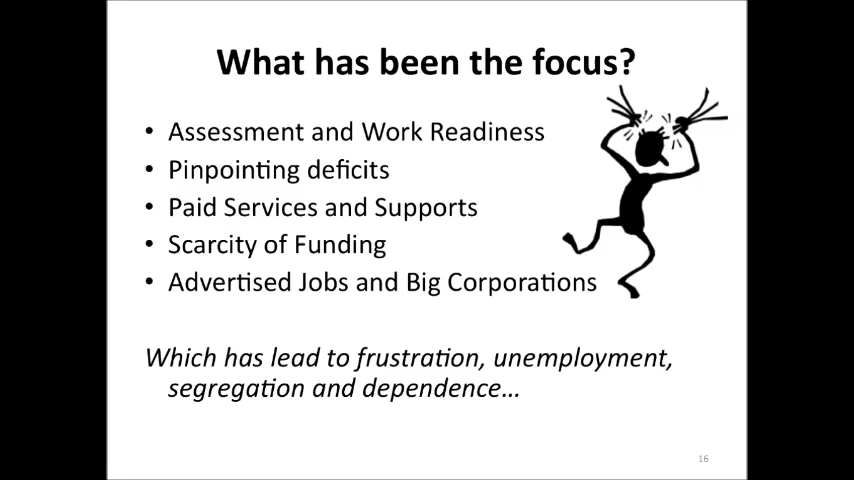 What has been the focus?
• Assessment and Work Readiness
• Pinpointing deficits
• Paid Services and Supports
• Scarcity of Funding
• Advertised Jobs and Big Corporations
Which has lead to frustration, unemployment,
segregation and dependence…
16